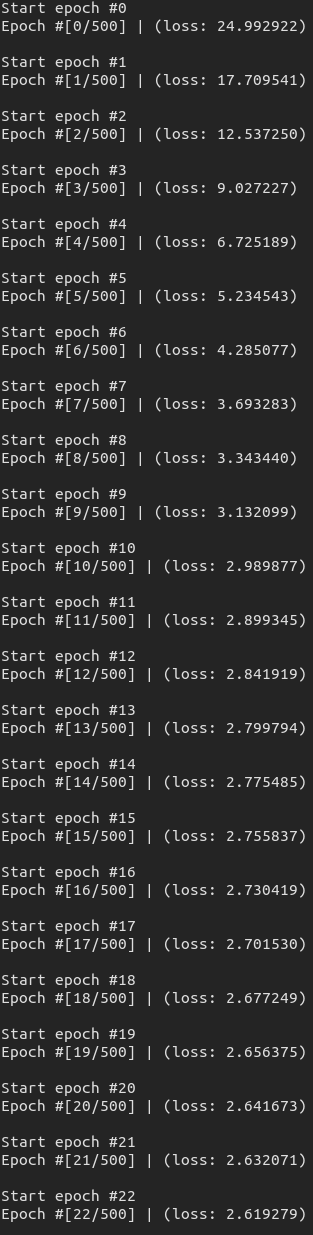 Start epoch #0
Epoch #[0/500] | (loss: 24.992922)
Start epoch #1
Epoch #[1/500] | (loss: 17.709541)
Start epoch #2
Epoch #[2/500] | (loss: 12.537250)
Start epoch #3
Epoch #[3/500] | (loss: 9.027227)
Start epoch #4
Epoch #[4/500] | (loss: 6.725189)
Start epoch #5
Epoch #[5/500] | (loss: 5.234543)
Start epoch #6
Epoch #[6/500] | (loss: 4.285077)
Start epoch #7
Epoch #[7/500] | (loss: 3.693283)
Start epoch #8
Epoch #[8/500] | (loss: 3.343440)
Start epoch #9
Epoch #[9/500] | (loss: 3.132099)
Start epoch #10
Epoch #[10/500] | (loss: 2.989877)
Start epoch #11
Epoch #[11/500] | (loss: 2.899345)
Start epoch #12
Epoch #[12/500] | (loss: 2.841919)
Start epoch #13
Epoch #[13/500] | (loss: 2.799794)
Start epoch #14
Epoch #[14/500] | (loss: 2.775485)
Start epoch #15
Epoch #[15/500] | (loss: 2.755837)
Start epoch #16
Epoch #[16/500] | (loss: 2.730419)
Start epoch #17
Epoch #[17/500] | (loss: 2.701530)
Start epoch #18
Epoch #[18/500] | (loss: 2.677249)
Start epoch #19
Epoch #[19/500] | (loss: 2.656375)
Start epoch #20
Epoch #[20/500] | (loss: 2.641673)
Start epoch #21
Epoch #[21/500] | (loss: 2.632071)
Start epoch #22
Epoch #[22/500] | (loss: 2.619279)